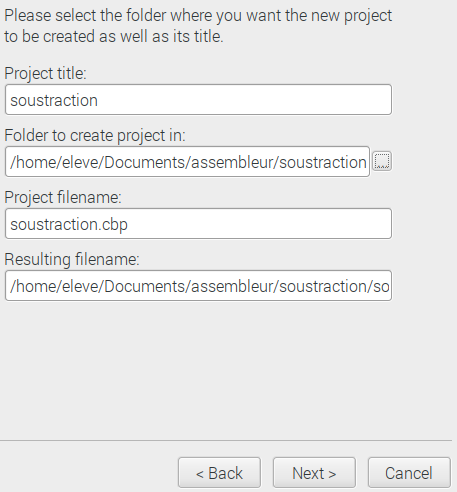 Please select the folder where you want the new project
to be created as well as its title.
Project title:
soustraction
Folder to create project in:
/home/eleve/Documents/assembleur/soustraction
...
Project filename:
soustraction.cbp
Resulting filename:
/home/eleve/Documents/assembleur/soustraction/so
< Back
Next >
Cancel